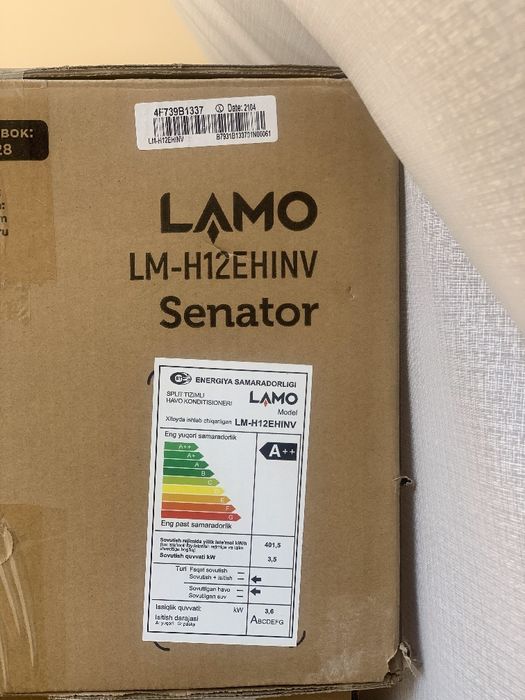 4F739B1337 Date: 2104
LM-H12EHINV
ВОК:
28
LAMO
LM-H12EHINV
Senator
ENERGIYA SAMARADORLIGI
SPLIT TIZIMLI
HAVO KONDITSIONERI
LAMO
Model
Xitoyda ishlab chiqarilgan LM-H12EHINV
Eng yuqori samaradorlik
A++
A+
A
B
C
D
E
F
G
A++
Eng past samaradorlik
Sovutish rejimida yillik iste'mol kWh
401,5
Sovutish quvvati kW
3,5
Turi Faqat sovutish
Sovutish + isitish
Sovutilgan havo
Sovutilgan suv
Issiqlik quvvati: kW 3,6
Isitish darajasi ABCDEFG